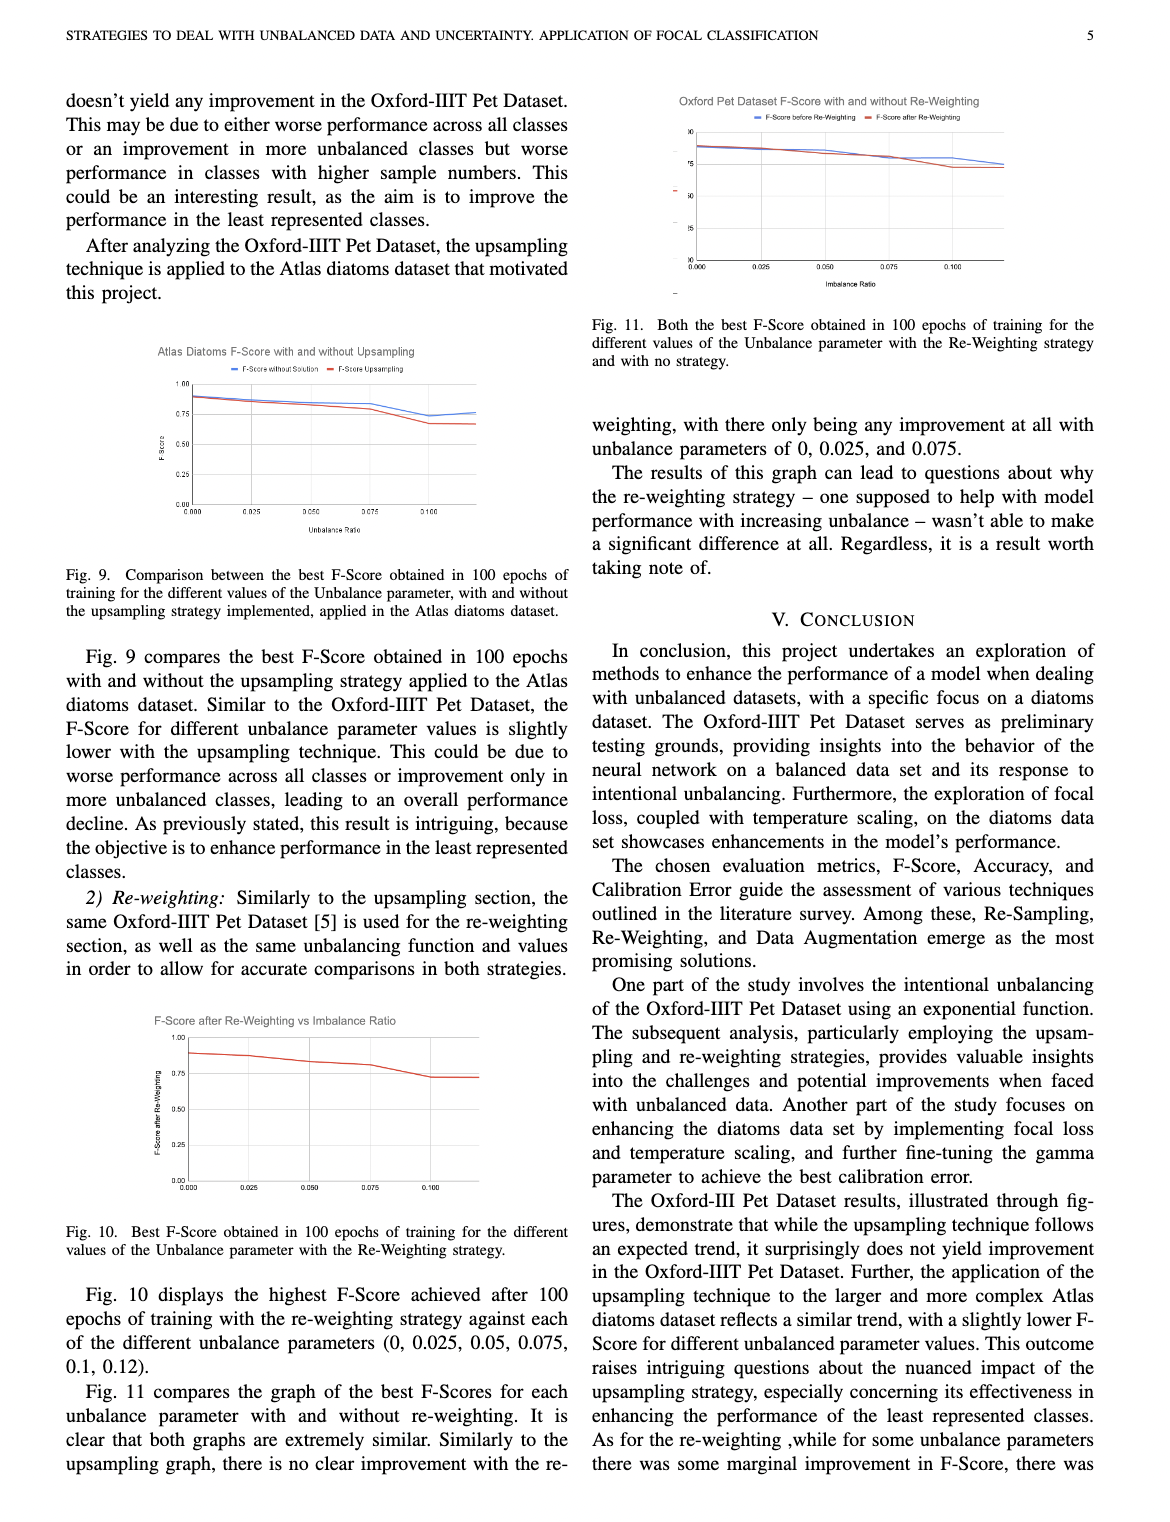 STRATEGIES TO DEAL WITH UNBALANCED DATA AND UNCERTAINTY. APPLICATION OF FOCAL CLASSIFICATION
5
doesn't yield any improvement in the Oxford-IIIT Pet Dataset.
This may be due to either worse performance across all classes
or an improvement in more unbalanced classes but worse
performance in classes with higher sample numbers. This
could be an interesting result, as the aim is to improve the
performance in the least represented classes.
After analyzing the Oxford-IIIT Pet Dataset, the upsampling
technique is applied to the Atlas diatoms dataset that motivated
this project.
Atlas Diatoms F-Score with and without Upsampling
F-Score without Solution F-Score Upsampling
1.00
0.75
0.50
0.25
0.00
F-Score
0.000 0.025 0.050 0.075 0.100
Unbalance Ratio
Fig. 9. Comparison between the best F-Score obtained in 100 epochs of
training for the different values of the Unbalance parameter, with and without
the upsampling strategy implemented, applied in the Atlas diatoms dataset.
Fig. 9 compares the best F-Score obtained in 100 epochs
with and without the upsampling strategy applied to the Atlas
diatoms dataset. Similar to the Oxford-IIIT Pet Dataset, the
F-Score for different unbalance parameter values is slightly
lower with the upsampling technique. This could be due to
worse performance across all classes or improvement only in
more unbalanced classes, leading to an overall performance
decline. As previously stated, this result is intriguing, because
the objective is to enhance performance in the least represented
classes.
2) Re-weighting: Similarly to the upsampling section, the
same Oxford-IIIT Pet Dataset [5] is used for the re-weighting
section, as well as the same unbalancing function and values
in order to allow for accurate comparisons in both strategies.
F-Score after Re-Weighting vs Imbalance Ratio
1.00
0.75
0.50
0.25
0.00
F-Score after Re-Weighting
0.000 0.025 0.050 0.075 0.100
Fig. 10. Best F-Score obtained in 100 epochs of training for the different
values of the Unbalance parameter with the Re-Weighting strategy.
Fig. 10 displays the highest F-Score achieved after 100
epochs of training with the re-weighting strategy against each
of the different unbalance parameters (0, 0.025, 0.05, 0.075,
0.1, 0.12).
Fig. 11 compares the graph of the best F-Scores for each
unbalance parameter with and without re-weighting. It is
clear that both graphs are extremely similar. Similarly to the
upsampling graph, there is no clear improvement with the re-
Oxford Pet Dataset F-Score with and without Re-Weighting
F-Score before Re-Weighting F-Score after Re-Weighting
0.000 0.025 0.050 0.075 0.100
Imbalance Ratio
Fig. 11. Both the best F-Score obtained in 100 epochs of training for the
different values of the Unbalance parameter with the Re-Weighting strategy
and with no strategy.
weighting, with there only being any improvement at all with
unbalance parameters of 0, 0.025, and 0.075.
The results of this graph can lead to questions about why
the re-weighting strategy – one supposed to help with model
performance with increasing unbalance – wasn't able to make
a significant difference at all. Regardless, it is a result worth
taking note of.
V. CONCLUSION
In conclusion, this project undertakes an exploration of
methods to enhance the performance of a model when dealing
with unbalanced datasets, with a specific focus on a diatoms
dataset. The Oxford-IIIT Pet Dataset serves as preliminary
testing grounds, providing insights into the behavior of the
neural network on a balanced data set and its response to
intentional unbalancing. Furthermore, the exploration of focal
loss, coupled with temperature scaling, on the diatoms data
set showcases enhancements in the model's performance.
The chosen evaluation metrics, F-Score, Accuracy, and
Calibration Error guide the assessment of various techniques
outlined in the literature survey. Among these, Re-Sampling,
Re-Weighting, and Data Augmentation emerge as the most
promising solutions.
One part of the study involves the intentional unbalancing
of the Oxford-IIIT Pet Dataset using an exponential function.
The subsequent analysis, particularly employing the upsam-
pling and re-weighting strategies, provides valuable insights
into the challenges and potential improvements when faced
with unbalanced data. Another part of the study focuses on
enhancing the diatoms data set by implementing focal loss
and temperature scaling, and further fine-tuning the gamma
parameter to achieve the best calibration error.
The Oxford-III Pet Dataset results, illustrated through fig-
ures, demonstrate that while the upsampling technique follows
an expected trend, it surprisingly does not yield improvement
in the Oxford-IIIT Pet Dataset. Further, the application of the
upsampling technique to the larger and more complex Atlas
diatoms dataset reflects a similar trend, with a slightly lower F-
Score for different unbalanced parameter values. This outcome
raises intriguing questions about the nuanced impact of the
upsampling strategy, especially concerning its effectiveness in
enhancing the performance of the least represented classes.
As for the re-weighting ,while for some unbalance parameters
there was some marginal improvement in F-Score, there was